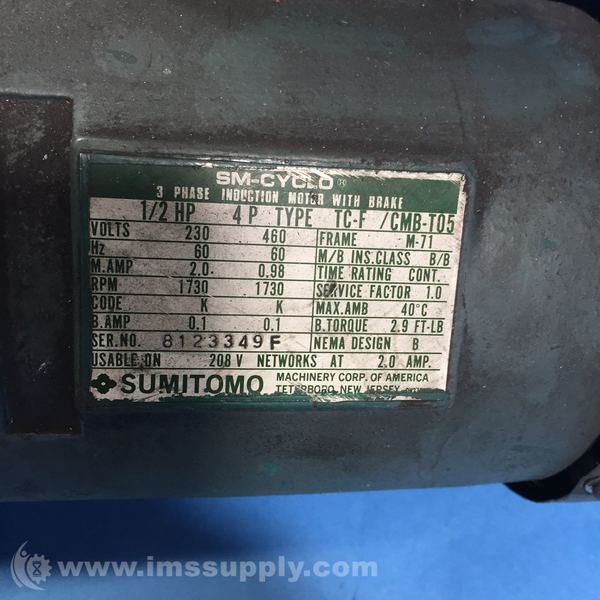 SM-CYCLO®
3 PHASE INDUCTION MOTOR WITH BRAKE
1/2 HP 4 P TYPE TC-F /CMB-T05
VOLTS 230 460 FRAME M-71
Hz 60 60 M/B INS.CLASS B/B
M.AMP 2.0 0.98 TIME RATING CONT.
RPM 1730 1730 SERVICE FACTOR 1.0
CODE K K MAX.AMB 40°C
B.AMP 0.1 0.1 B.TORQUE 2.9 FT-LB
SER.NO. 8123349F NEMA DESIGN B
USABLE ON 208 V NETWORKS AT 2.0 AMP.
SUMITOMO MACHINERY CORP. OF AMERICA
TETERBORO, NEW JERSEY
www.imssupply.com